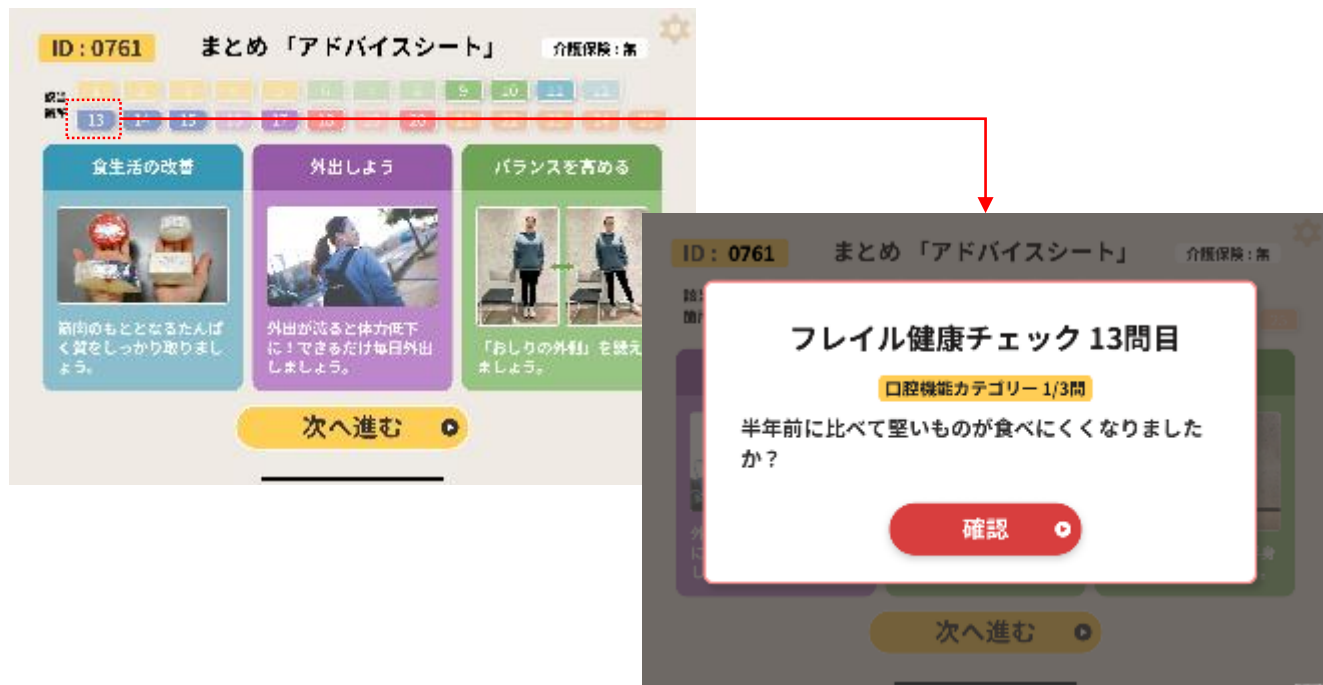 ID : 0761
まとめ 「アドバイスシート」
介護保険 : 無
9 10 11
13 14 15 17 18 20
食生活の改善
筋肉のもととなるたんぱ
く質をしっかり取りまし
ょう。
外出しよう
外出が減ると体力低下
に！できるだけ毎日外出
しましょう。
バランスを高める
「おしりの外側」を鍛え
ましょう。
次へ進む
ID : 0761
まとめ 「アドバイスシート」
介護保険 : 無
フレイル健康チェック 13問目
口腔機能カテゴリー 1/3問
半年前に比べて堅いものが食べにくくなりました
か？
確認
次へ進む